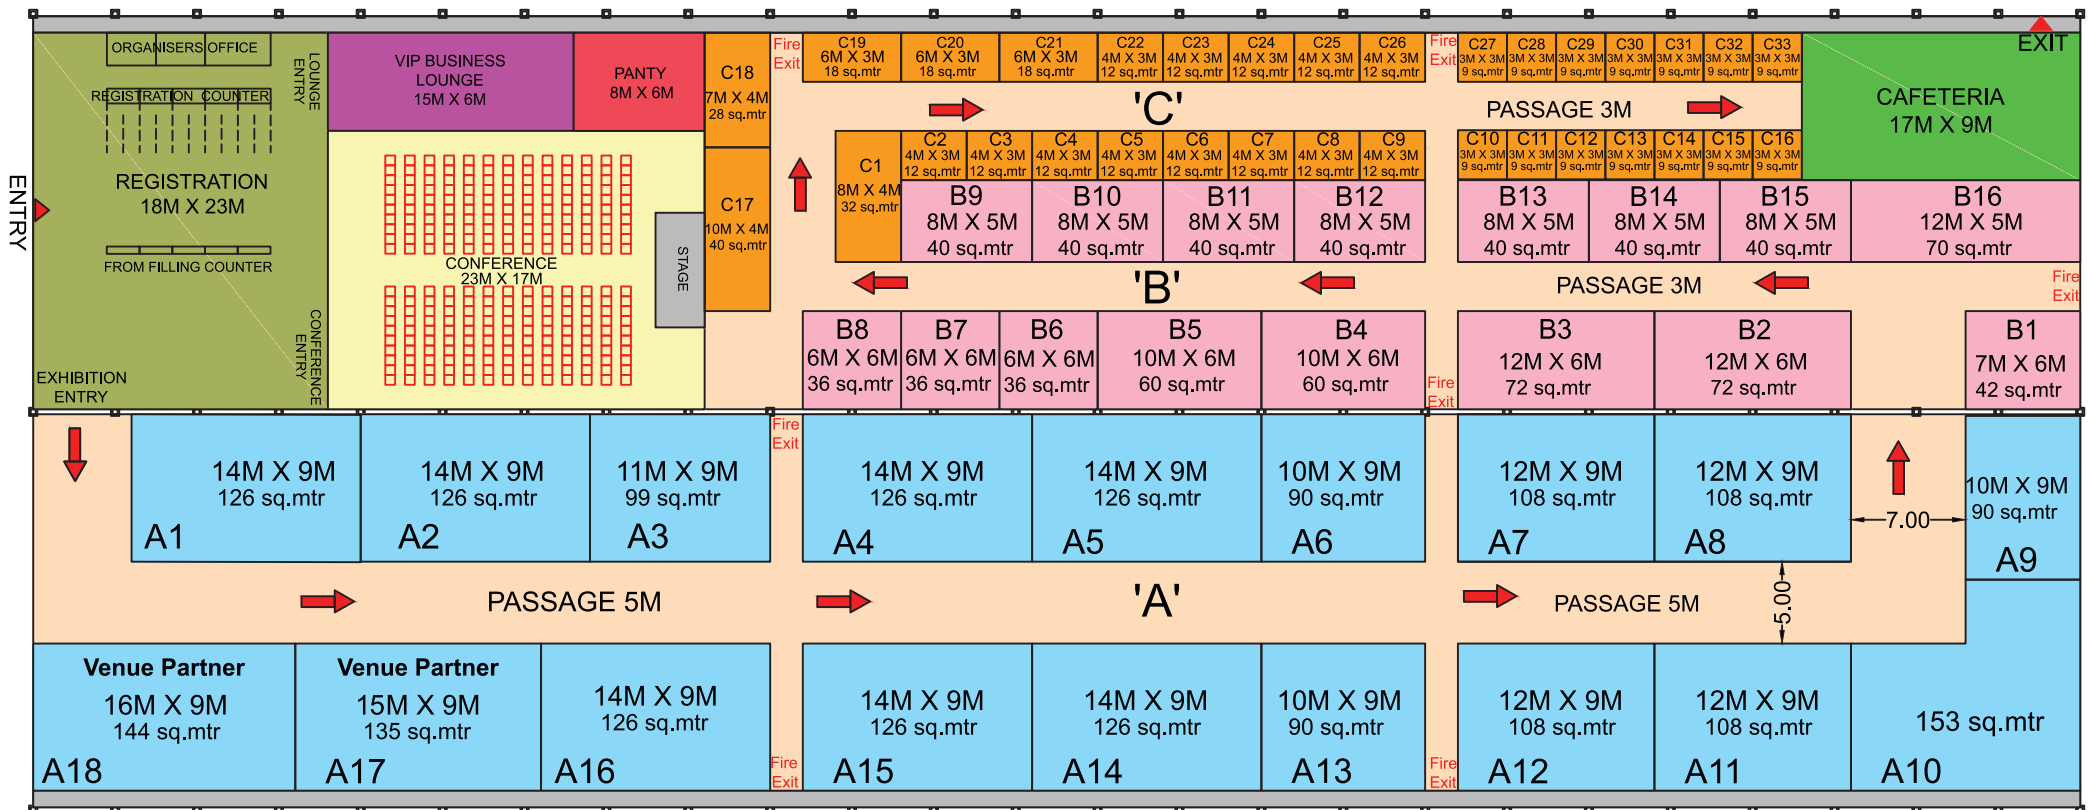 ORGANISERS OFFICE
REGISTRATION COUNTER
REGISTRATION
18M X 23M
FROM FILLING COUNTER
LOUNGE
ENTRY
CONFERENCE
ENTRY
EXHIBITION
ENTRY
ENTRY
VIP BUSINESS
LOUNGE
15M X 6M
PANTY
8M X 6M
CONFERENCE
23M X 17M
STAGE
C18
7M X 4M
28 sq.mtr
C17
10M X 4M
40 sq.mtr
Fire
Exit
C19
6M X 3M
18 sq.mtr
C20
6M X 3M
18 sq.mtr
C21
6M X 3M
18 sq.mtr
C22
4M X 3M
12 sq.mtr
C23
4M X 3M
12 sq.mtr
C24
4M X 3M
12 sq.mtr
C25
4M X 3M
12 sq.mtr
C26
4M X 3M
12 sq.mtr
Fire
Exit
C27
3M X 3M
9 sq.mtr
C28
3M X 3M
9 sq.mtr
C29
3M X 3M
9 sq.mtr
C30
3M X 3M
9 sq.mtr
C31
3M X 3M
9 sq.mtr
C32
3M X 3M
9 sq.mtr
C33
3M X 3M
9 sq.mtr
EXIT
CAFETERIA
17M X 9M
'C'
PASSAGE 3M
C1
8M X 4M
32 sq.mtr
C2
4M X 3M
12 sq.mtr
C3
4M X 3M
12 sq.mtr
C4
4M X 3M
12 sq.mtr
C5
4M X 3M
12 sq.mtr
C6
4M X 3M
12 sq.mtr
C7
4M X 3M
12 sq.mtr
C8
4M X 3M
12 sq.mtr
C9
4M X 3M
12 sq.mtr
C10
3M X 3M
9 sq.mtr
C11
3M X 3M
9 sq.mtr
C12
3M X 3M
9 sq.mtr
C13
3M X 3M
9 sq.mtr
C14
3M X 3M
9 sq.mtr
C15
3M X 3M
9 sq.mtr
C16
3M X 3M
9 sq.mtr
B9
8M X 5M
40 sq.mtr
B10
8M X 5M
40 sq.mtr
B11
8M X 5M
40 sq.mtr
B12
8M X 5M
40 sq.mtr
B13
8M X 5M
40 sq.mtr
B14
8M X 5M
40 sq.mtr
B15
8M X 5M
40 sq.mtr
B16
12M X 5M
70 sq.mtr
'B'
PASSAGE 3M
Fire
Exit
B8
6M X 6M
36 sq.mtr
B7
6M X 6M
36 sq.mtr
B6
6M X 6M
36 sq.mtr
B5
10M X 6M
60 sq.mtr
B4
10M X 6M
60 sq.mtr
Fire
Exit
B3
12M X 6M
72 sq.mtr
B2
12M X 6M
72 sq.mtr
B1
7M X 6M
42 sq.mtr
14M X 9M
126 sq.mtr
A1
14M X 9M
126 sq.mtr
A2
11M X 9M
99 sq.mtr
A3
Fire
Exit
14M X 9M
126 sq.mtr
A4
14M X 9M
126 sq.mtr
A5
10M X 9M
90 sq.mtr
A6
12M X 9M
108 sq.mtr
A7
12M X 9M
108 sq.mtr
A8
7.00
10M X 9M
90 sq.mtr
A9
PASSAGE 5M
'A'
PASSAGE 5M
5.00
Venue Partner
16M X 9M
144 sq.mtr
A18
Venue Partner
15M X 9M
135 sq.mtr
A17
14M X 9M
126 sq.mtr
A16
Fire
Exit
14M X 9M
126 sq.mtr
A15
14M X 9M
126 sq.mtr
A14
10M X 9M
90 sq.mtr
A13
Fire
Exit
12M X 9M
108 sq.mtr
A12
12M X 9M
108 sq.mtr
A11
153 sq.mtr
A10